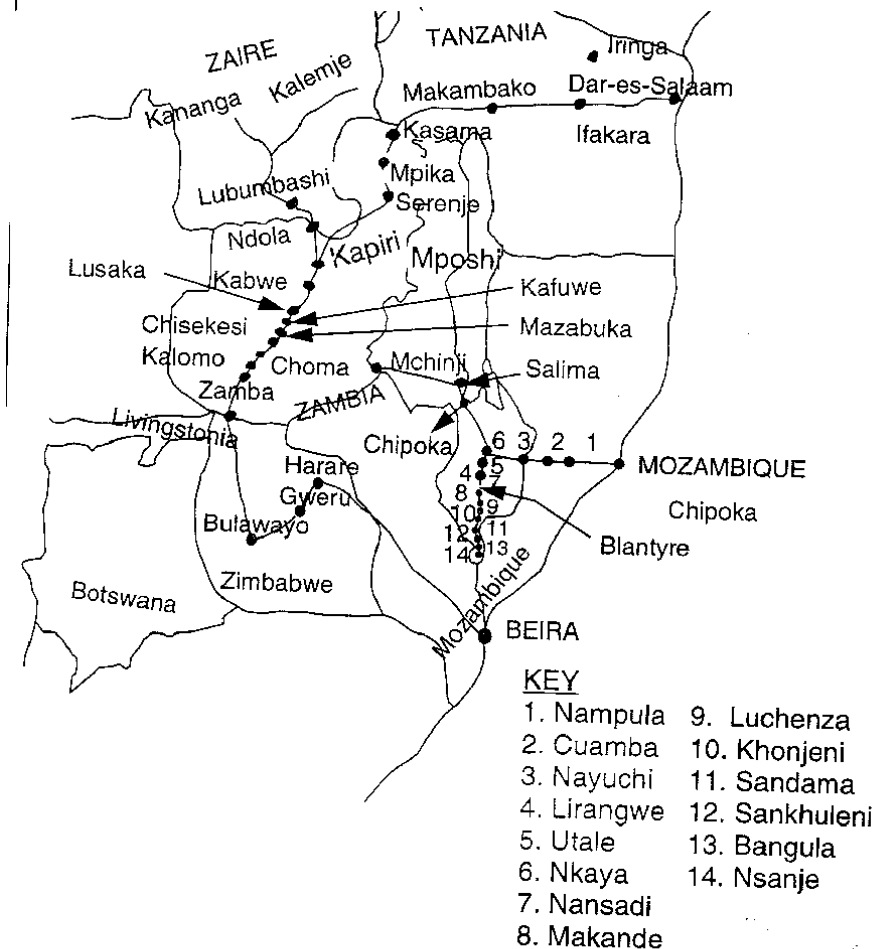 TANZANIA
Iringa
ZAIRE
Kalemje
Kananga
Makambako
Dar-es-Salaam
Kasama
Ifakara
Mpika
Lubumbashi
Serenje
Ndola
Kapiri
Mposhi
Lusaka
Kabwe
Kafuwe
Chisekesi
Mazabuka
Kalomo
Choma
Mchinji
Salima
Zamba
ZAMBIA
Livingstonia
Chipoka
6 3 2 1
MOZAMBIQUE
Harare
4 5
7
Gweru
8
9
Chipoka
Bulawayo
10
11
12
13
Blantyre
14
Zimbabwe
Botswana
Mozambique
BEIRA
KEY
1. Nampula 9. Luchenza
2. Cuamba 10. Khonjeni
3. Nayuchi 11. Sandama
4. Lirangwe 12. Sankhuleni
5. Utale 13. Bangula
6. Nkaya 14. Nsanje
7. Nansadi
8. Makande